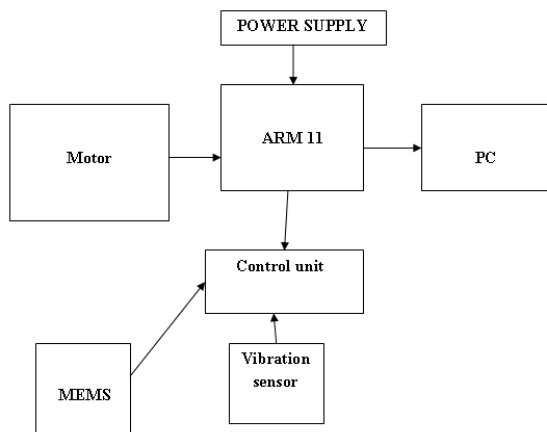 POWER SUPPLY
ARM 11
Motor
PC
Control unit
Vibration
sensor
MEMS